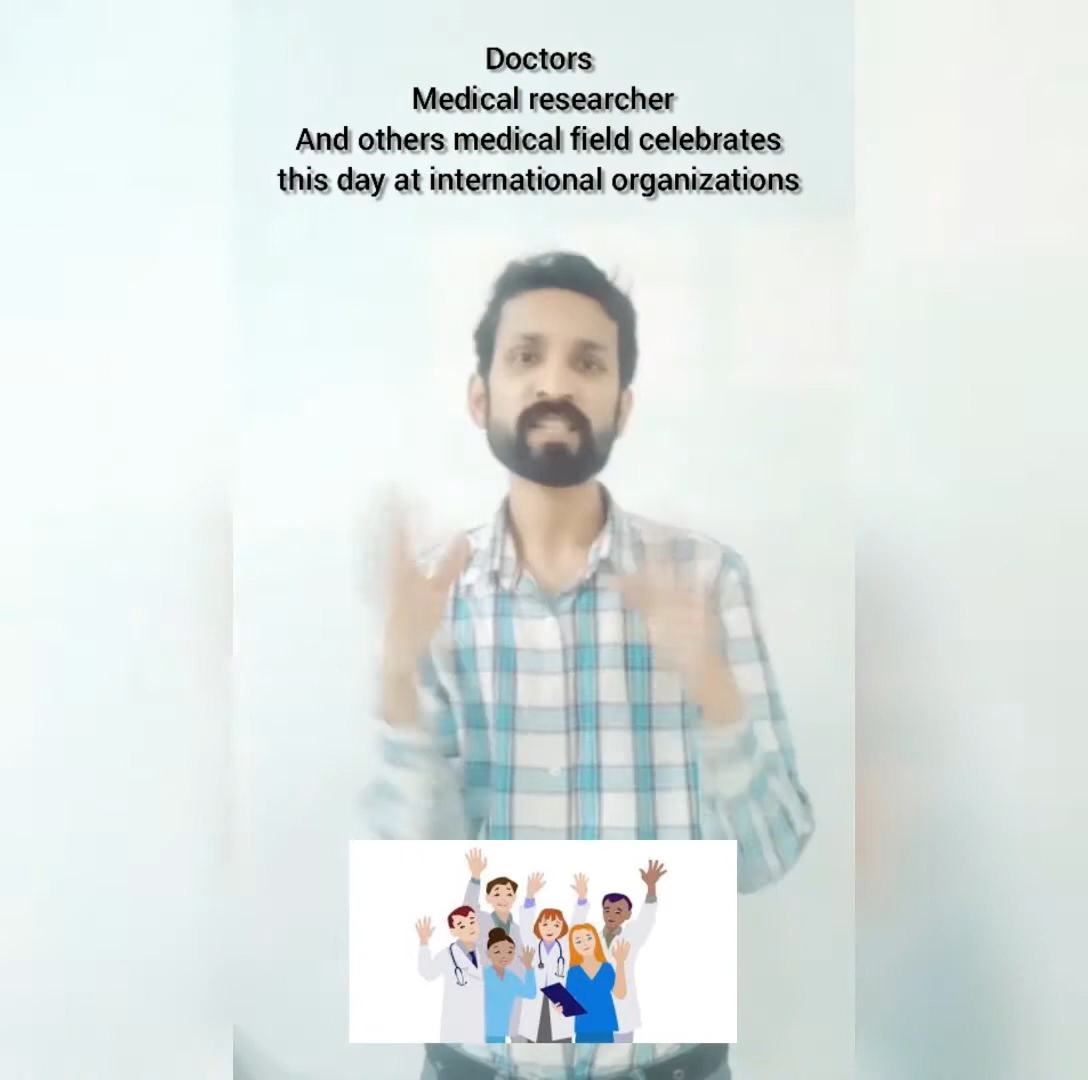 Doctors
Medical researcher
And others medical field celebrates
this day at international organizations